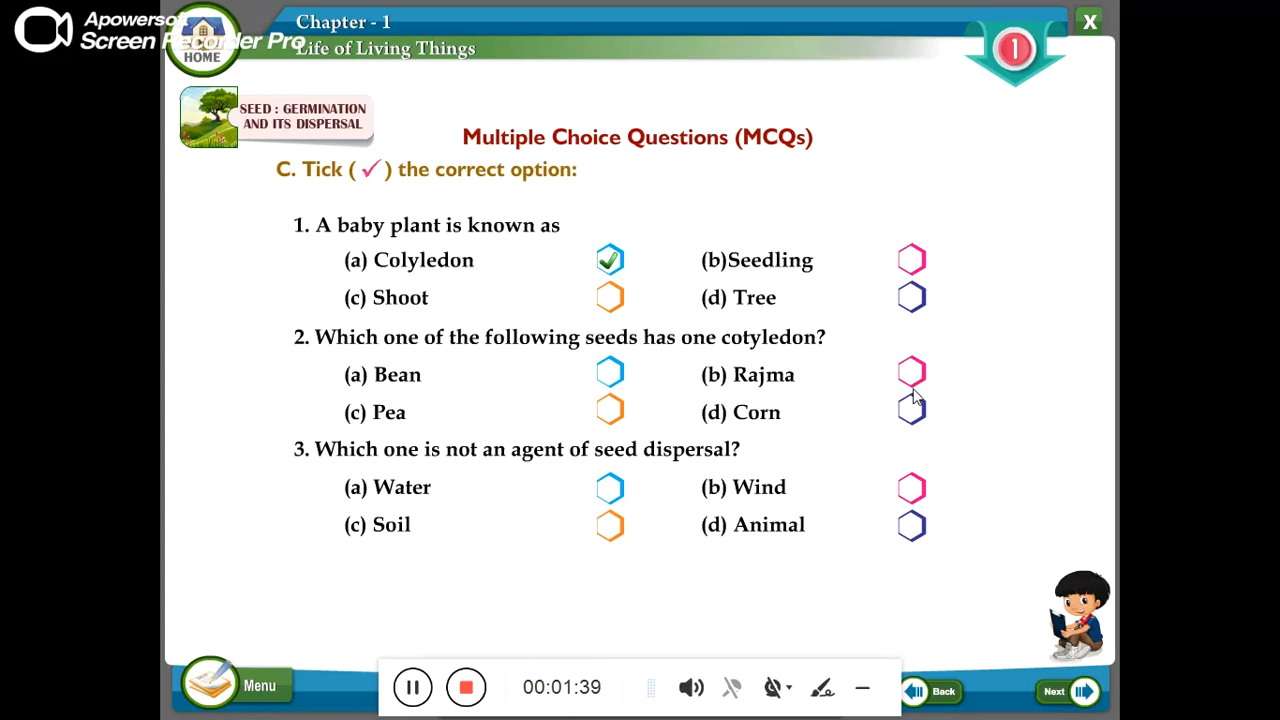 Apowersoft
Screen Recorder Pro
HOME
Chapter - 1
Life of Living Things
1
X
SEED : GERMINATION
AND ITS DISPERSAL
Multiple Choice Questions (MCQs)
C. Tick ( ✓ ) the correct option:
1. A baby plant is known as
(a) Colyledon (b)Seedling
(c) Shoot (d) Tree
2. Which one of the following seeds has one cotyledon?
(a) Bean (b) Rajma
(c) Pea (d) Corn
3. Which one is not an agent of seed dispersal?
(a) Water (b) Wind
(c) Soil (d) Animal
Menu
00:01:39
Back
Next